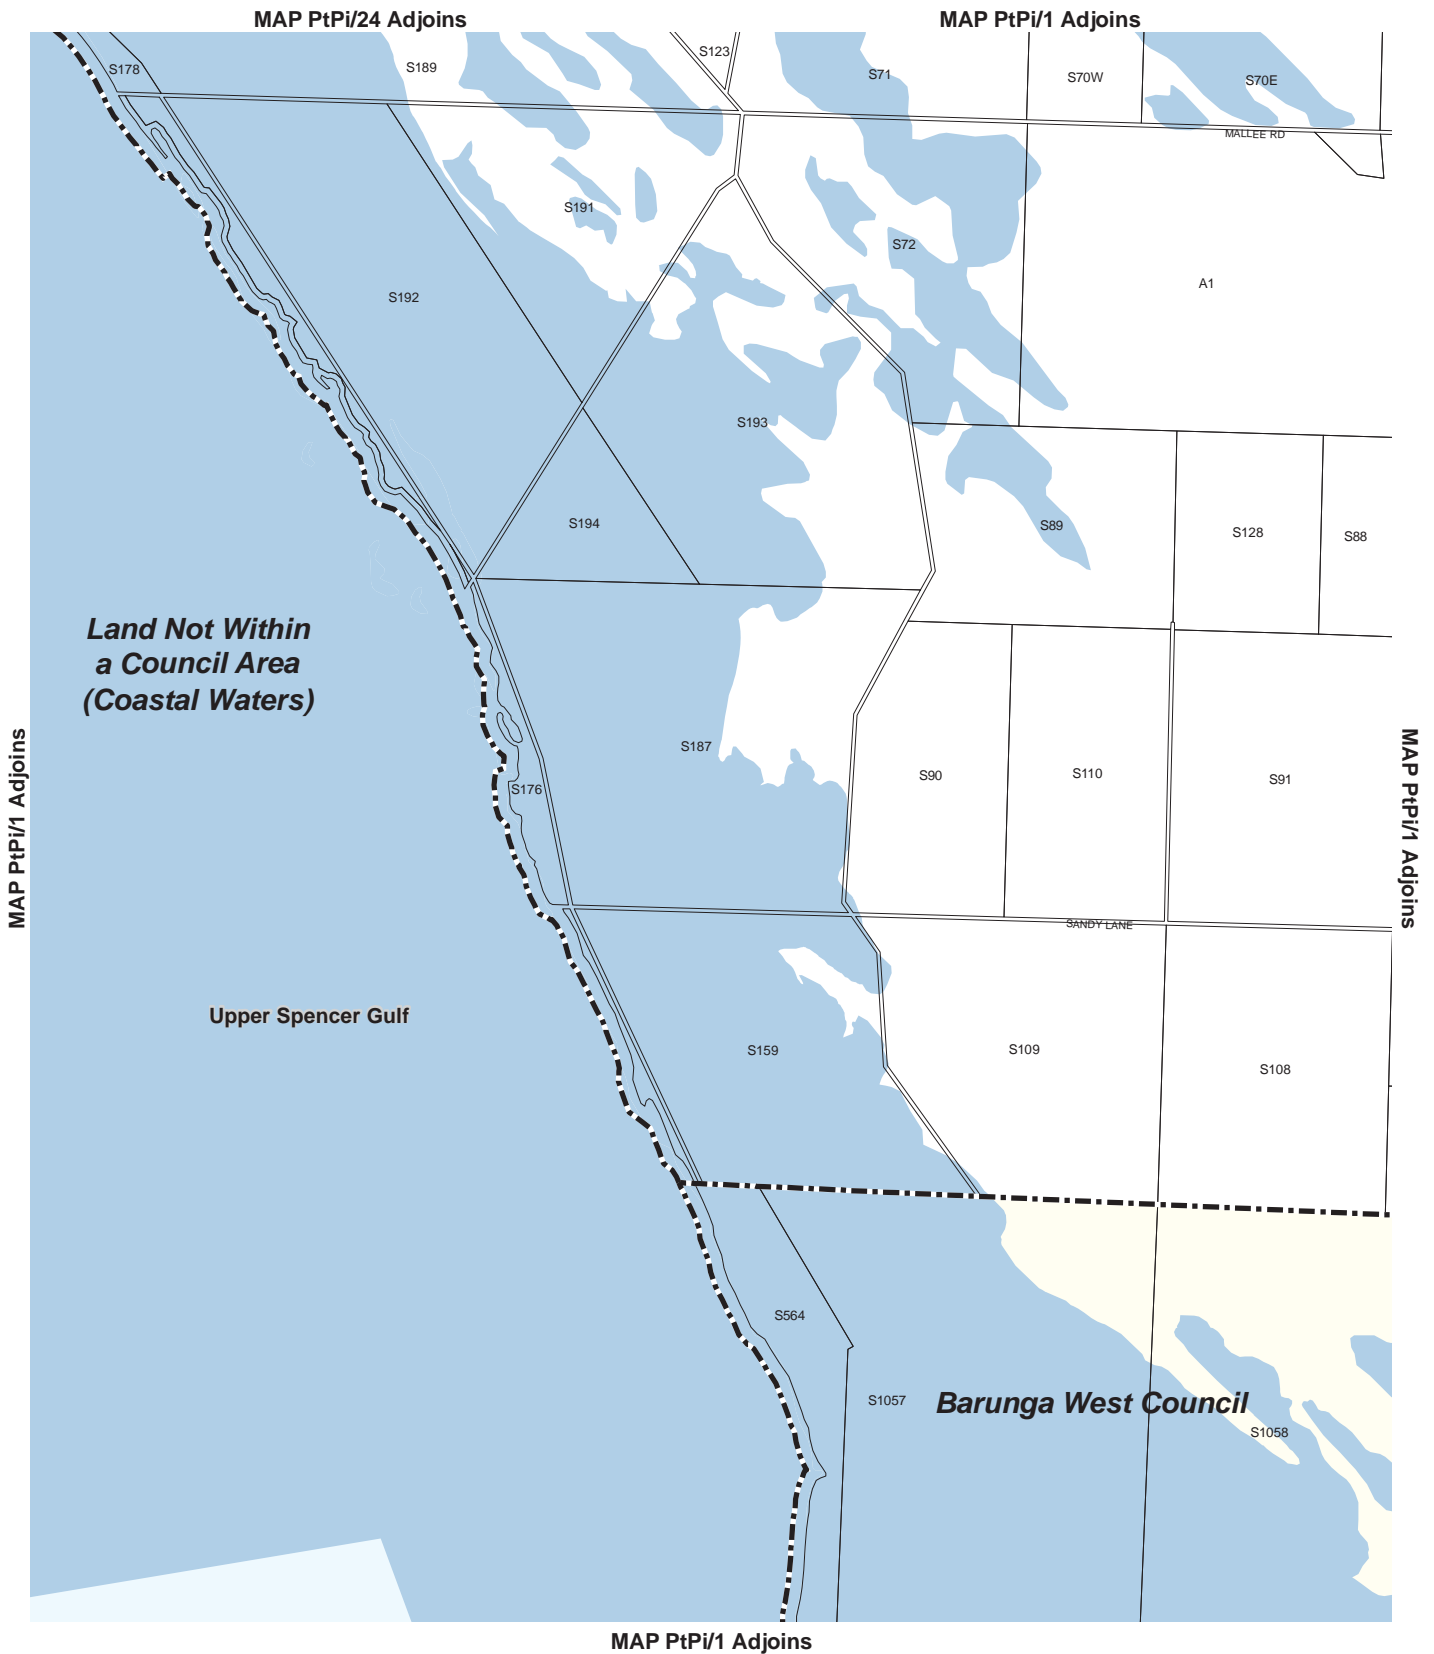 MAP PtPi/24 Adjoins
MAP PtPi/1 Adjoins
S178
S189
S123
S71
S70W
S70E
MALLEE RD
S191
S72
S192
A1
S193
S194
S89
S128
S88
Land Not Within
a Council Area
(Coastal Waters)
MAP PtPi/1 Adjoins
MAP PtPi/1 Adjoins
S187
S176
S90
S110
S91
SANDY LANE
Upper Spencer Gulf
S159
S109
S108
S564
S1057
Barunga West Council
S1058
MAP PtPi/1 Adjoins